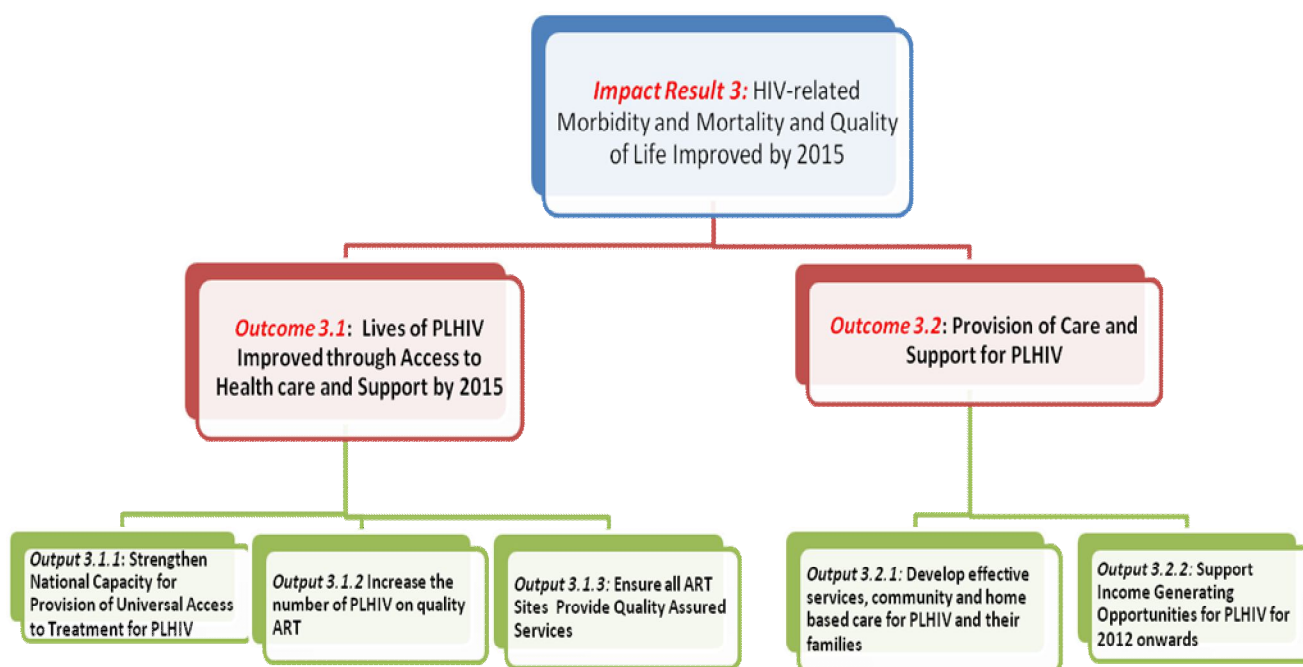 Impact Result 3: HIV-related
Morbidity and Mortality and Quality
of Life Improved by 2015
Outcome 3.1: Lives of PLHIV
Improved through Access to
Health care and Support by 2015
Outcome 3.2: Provision of Care and
Support for PLHIV
Output 3.1.1: Strengthen
National Capacity for
Provision of Universal Access
to Treatment for PLHIV
Output 3.1.2 Increase the
number of PLHIV on quality
ART
Output 3.1.3: Ensure all ART
Sites Provide Quality Assured
Services
Output 3.2.1: Develop effective
services, community and home
based care for PLHIV and their
families
Output 3.2.2: Support
Income Generating
Opportunities for PLHIV for
2012 onwards